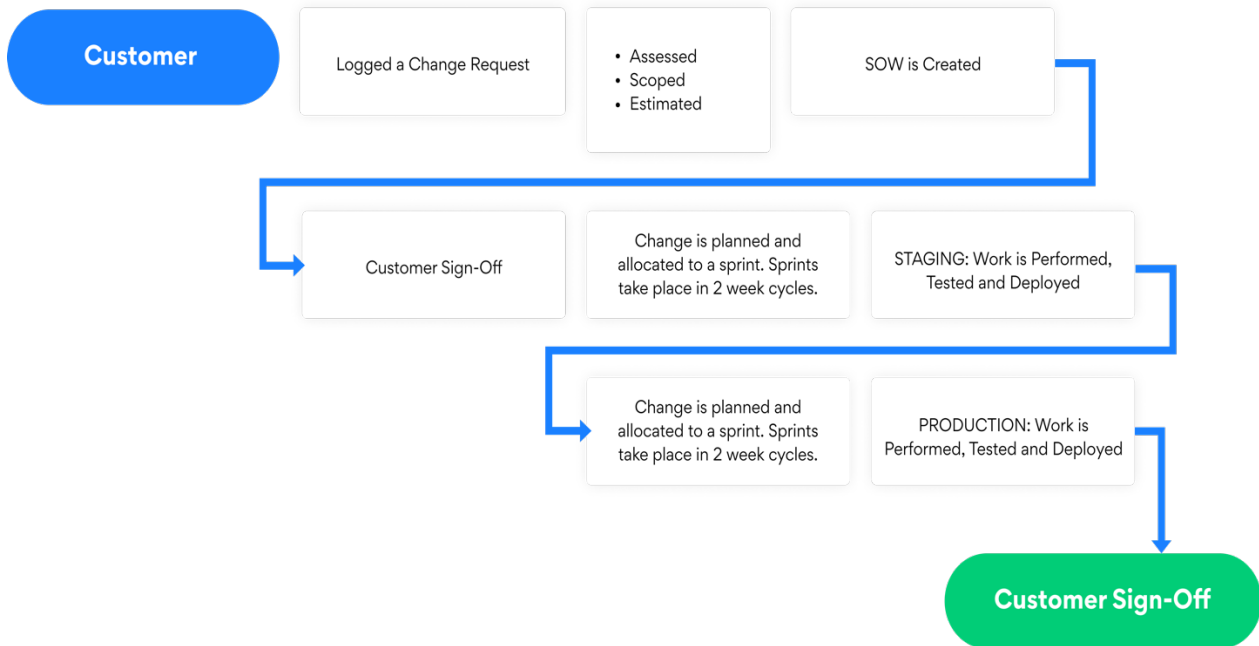 Customer
Logged a Change Request
• Assessed
• Scoped
• Estimated
SOW is Created
Customer Sign-Off
Change is planned and
allocated to a sprint. Sprints
take place in 2 week cycles.
STAGING: Work is Performed,
Tested and Deployed
Change is planned and
allocated to a sprint. Sprints
take place in 2 week cycles.
PRODUCTION: Work is
Performed, Tested and Deployed
Customer Sign-Off